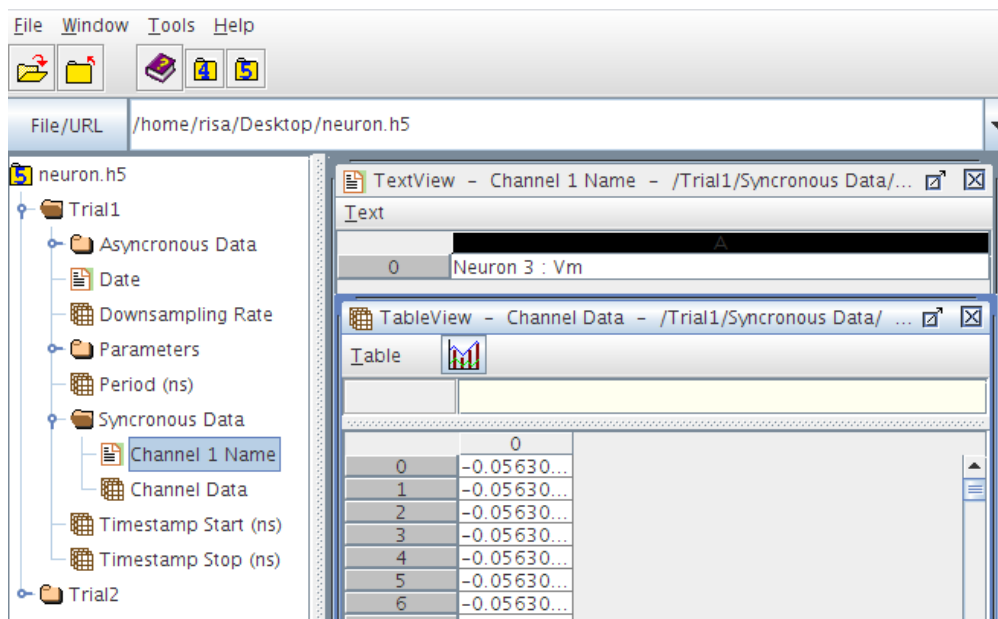 File Window Tools Help
4 5
File/URL /home/risa/Desktop/neuron.h5
5 neuron.h5
Trial1
Asyncronous Data
Date
Downsampling Rate
Parameters
Period (ns)
Syncronous Data
Channel 1 Name
Channel Data
Timestamp Start (ns)
Timestamp Stop (ns)
Trial2
TextView - Channel 1 Name - /Trial1/Syncronous Data/...
Text
A
0 Neuron 3 : Vm
TableView - Channel Data - /Trial1/Syncronous Data/ ...
Table
0
0 -0.05630...
1 -0.05630...
2 -0.05630...
3 -0.05630...
4 -0.05630...
5 -0.05630...
6 -0.05630...